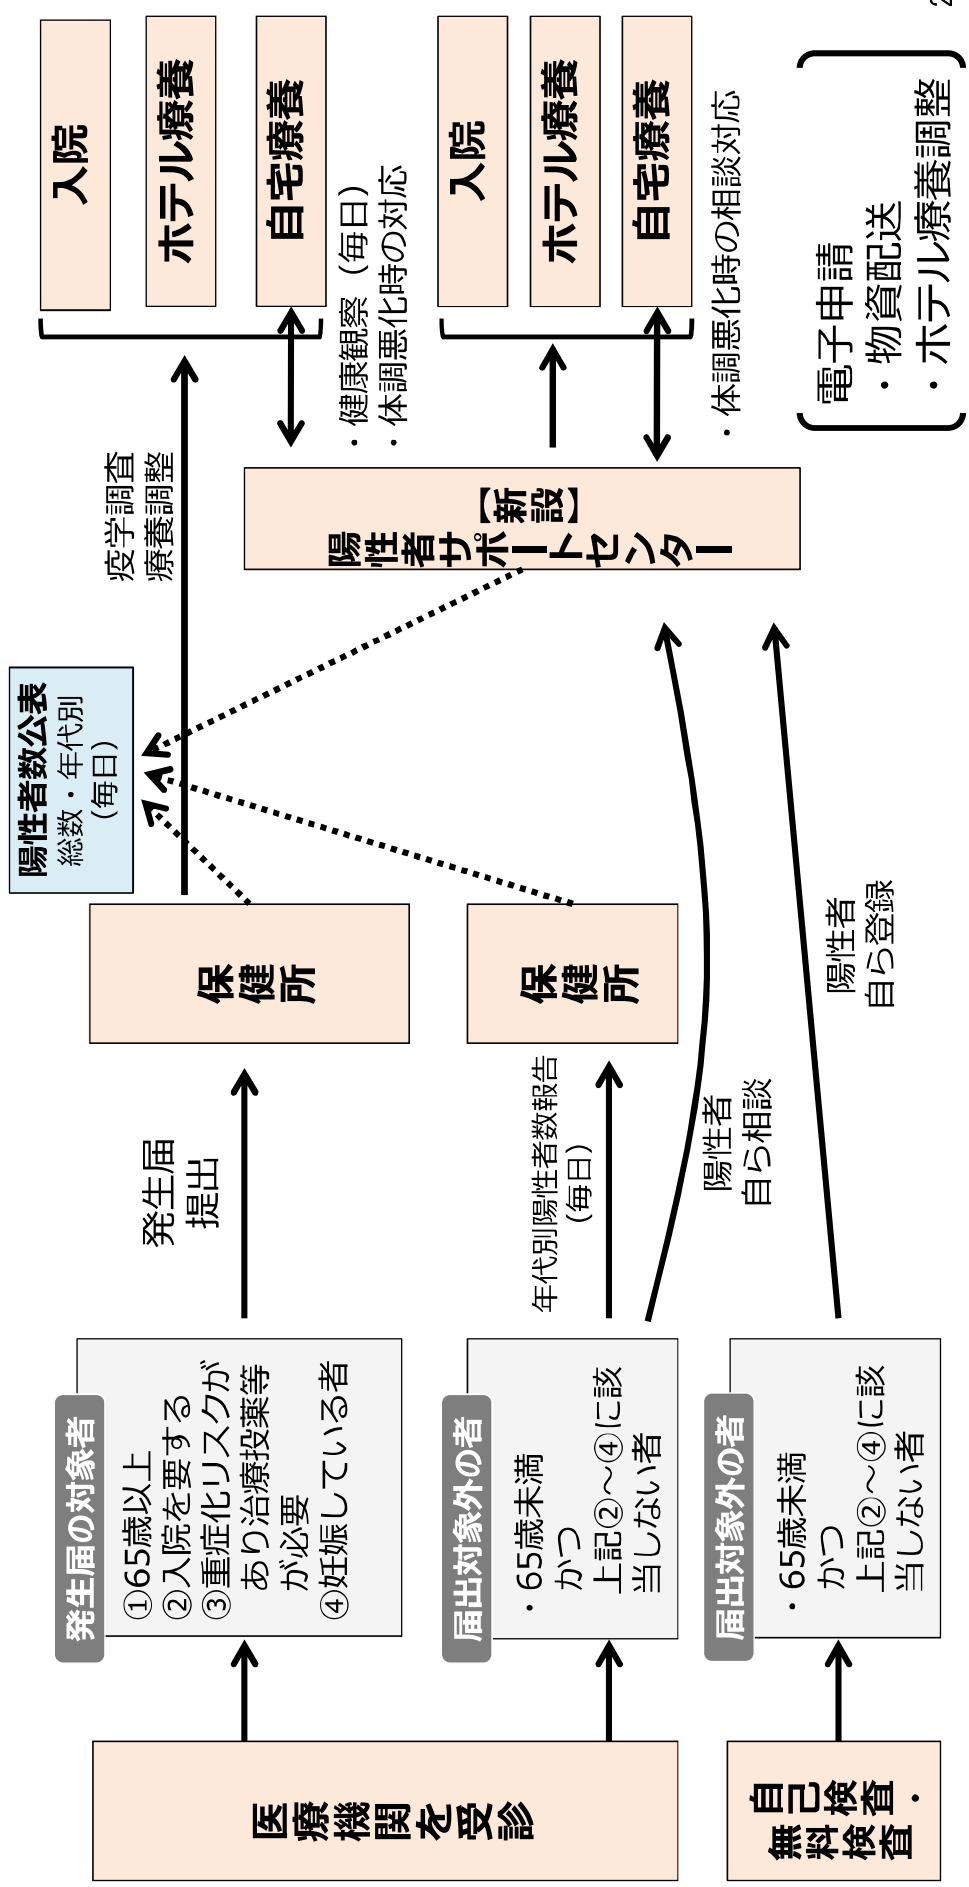 医療機関を受診
自己検査・
無料検査
発生届の対象者
①65歳以上
②入院を要する
③重症化リスクが
あり治療投薬等
が必要
④妊娠している者
届出対象外の者
・65歳未満
かつ
上記②～④に該
当しない者
届出対象外の者
・65歳未満
かつ
上記②～④に該
当しない者
発生届
提出
年代別陽性者数報告
（毎日）
陽性者
自ら相談
陽性者
自ら登録
保健所
保健所
陽性者数公表
総数・年代別
（毎日）
疫学調査
療養調整
【新設】
陽性者サポートセンター
入院
ホテル療養
自宅療養
・健康観察（毎日）
・体調悪化時の対応
入院
ホテル療養
自宅療養
・体調悪化時の相談対応
電子申請
・物資配送
・ホテル療養調整